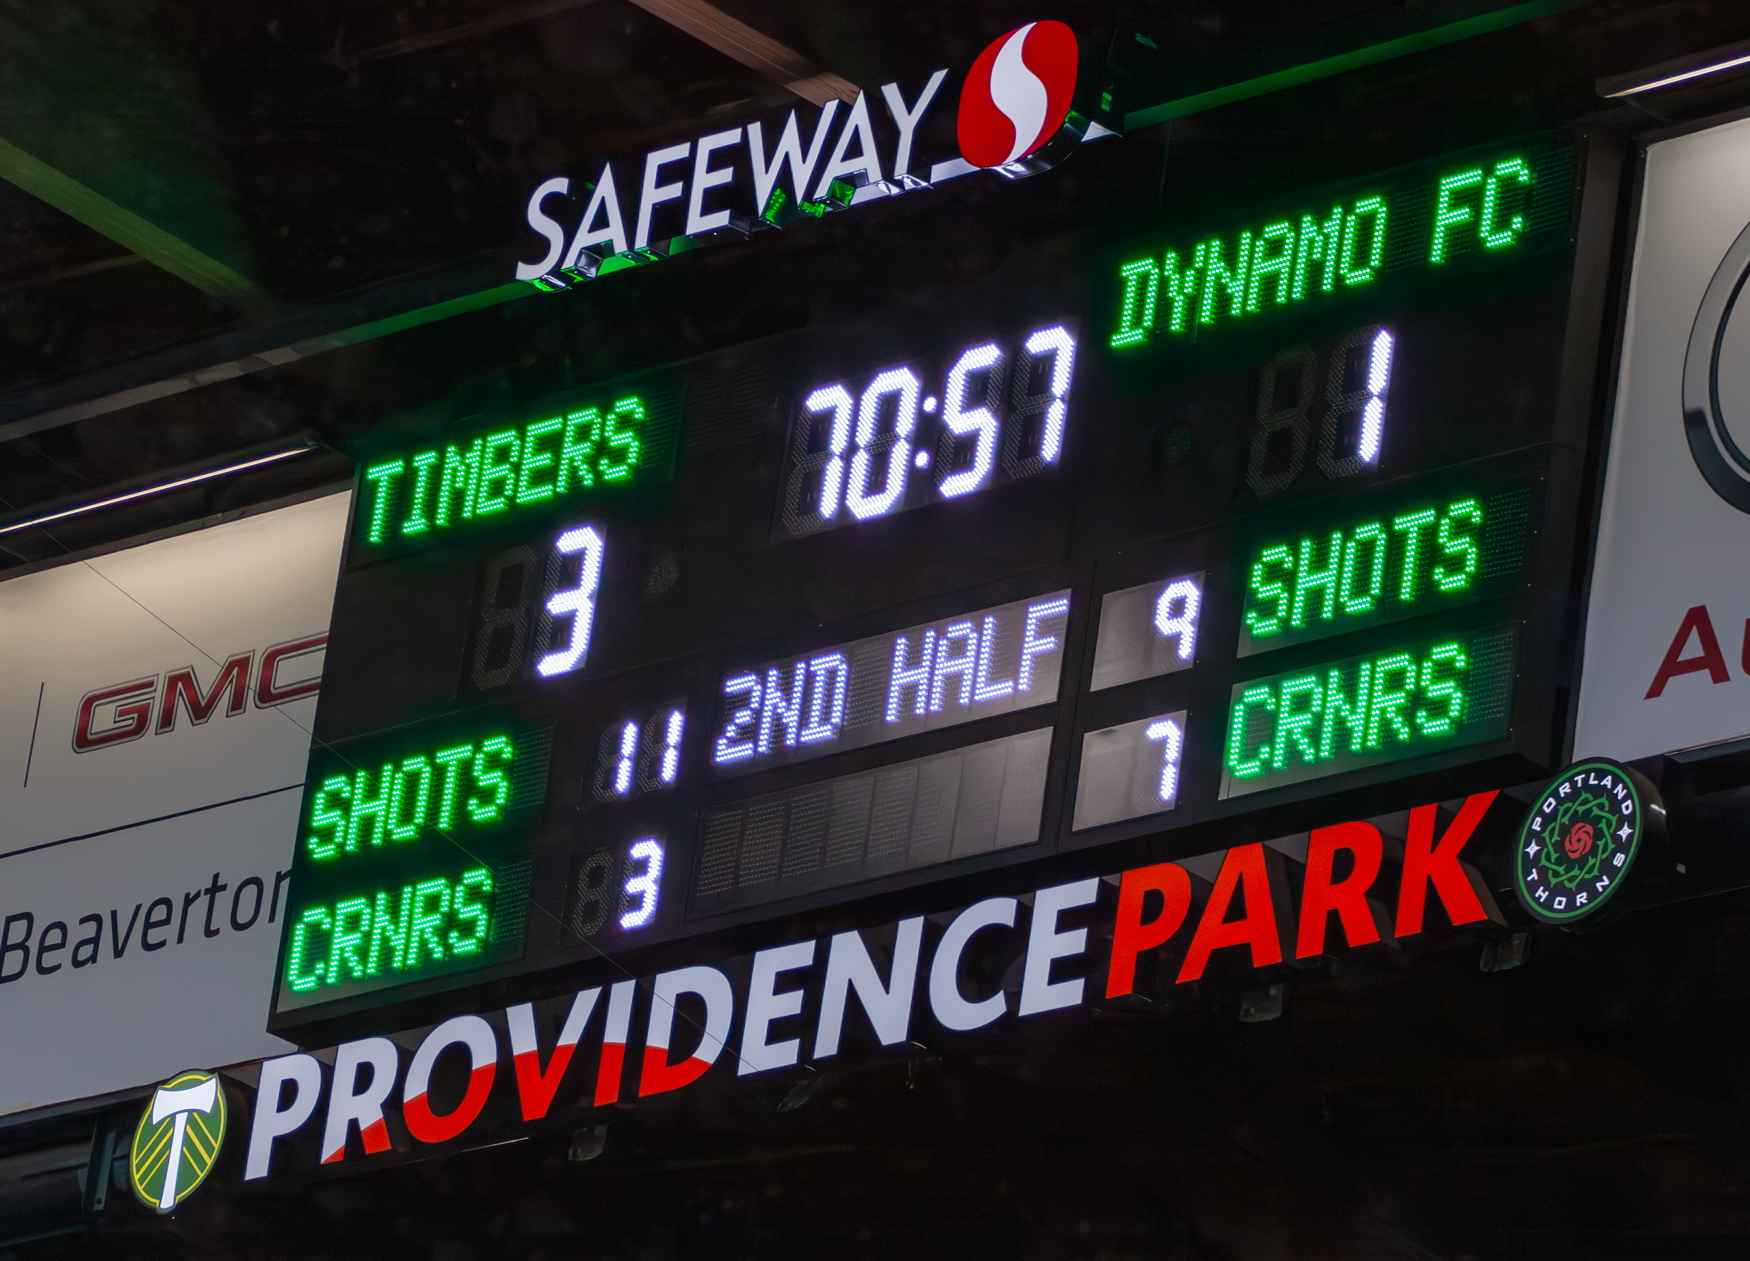 SAFEWAY
DYNAMO FC
TIMBERS
70:57
1
3
SHOTS
11
2ND HALF
9
SHOTS
CRNRS
3
7
CRNRS
GMC
Beaverton
PROVIDENCE PARK
PORTLAND
THORNS